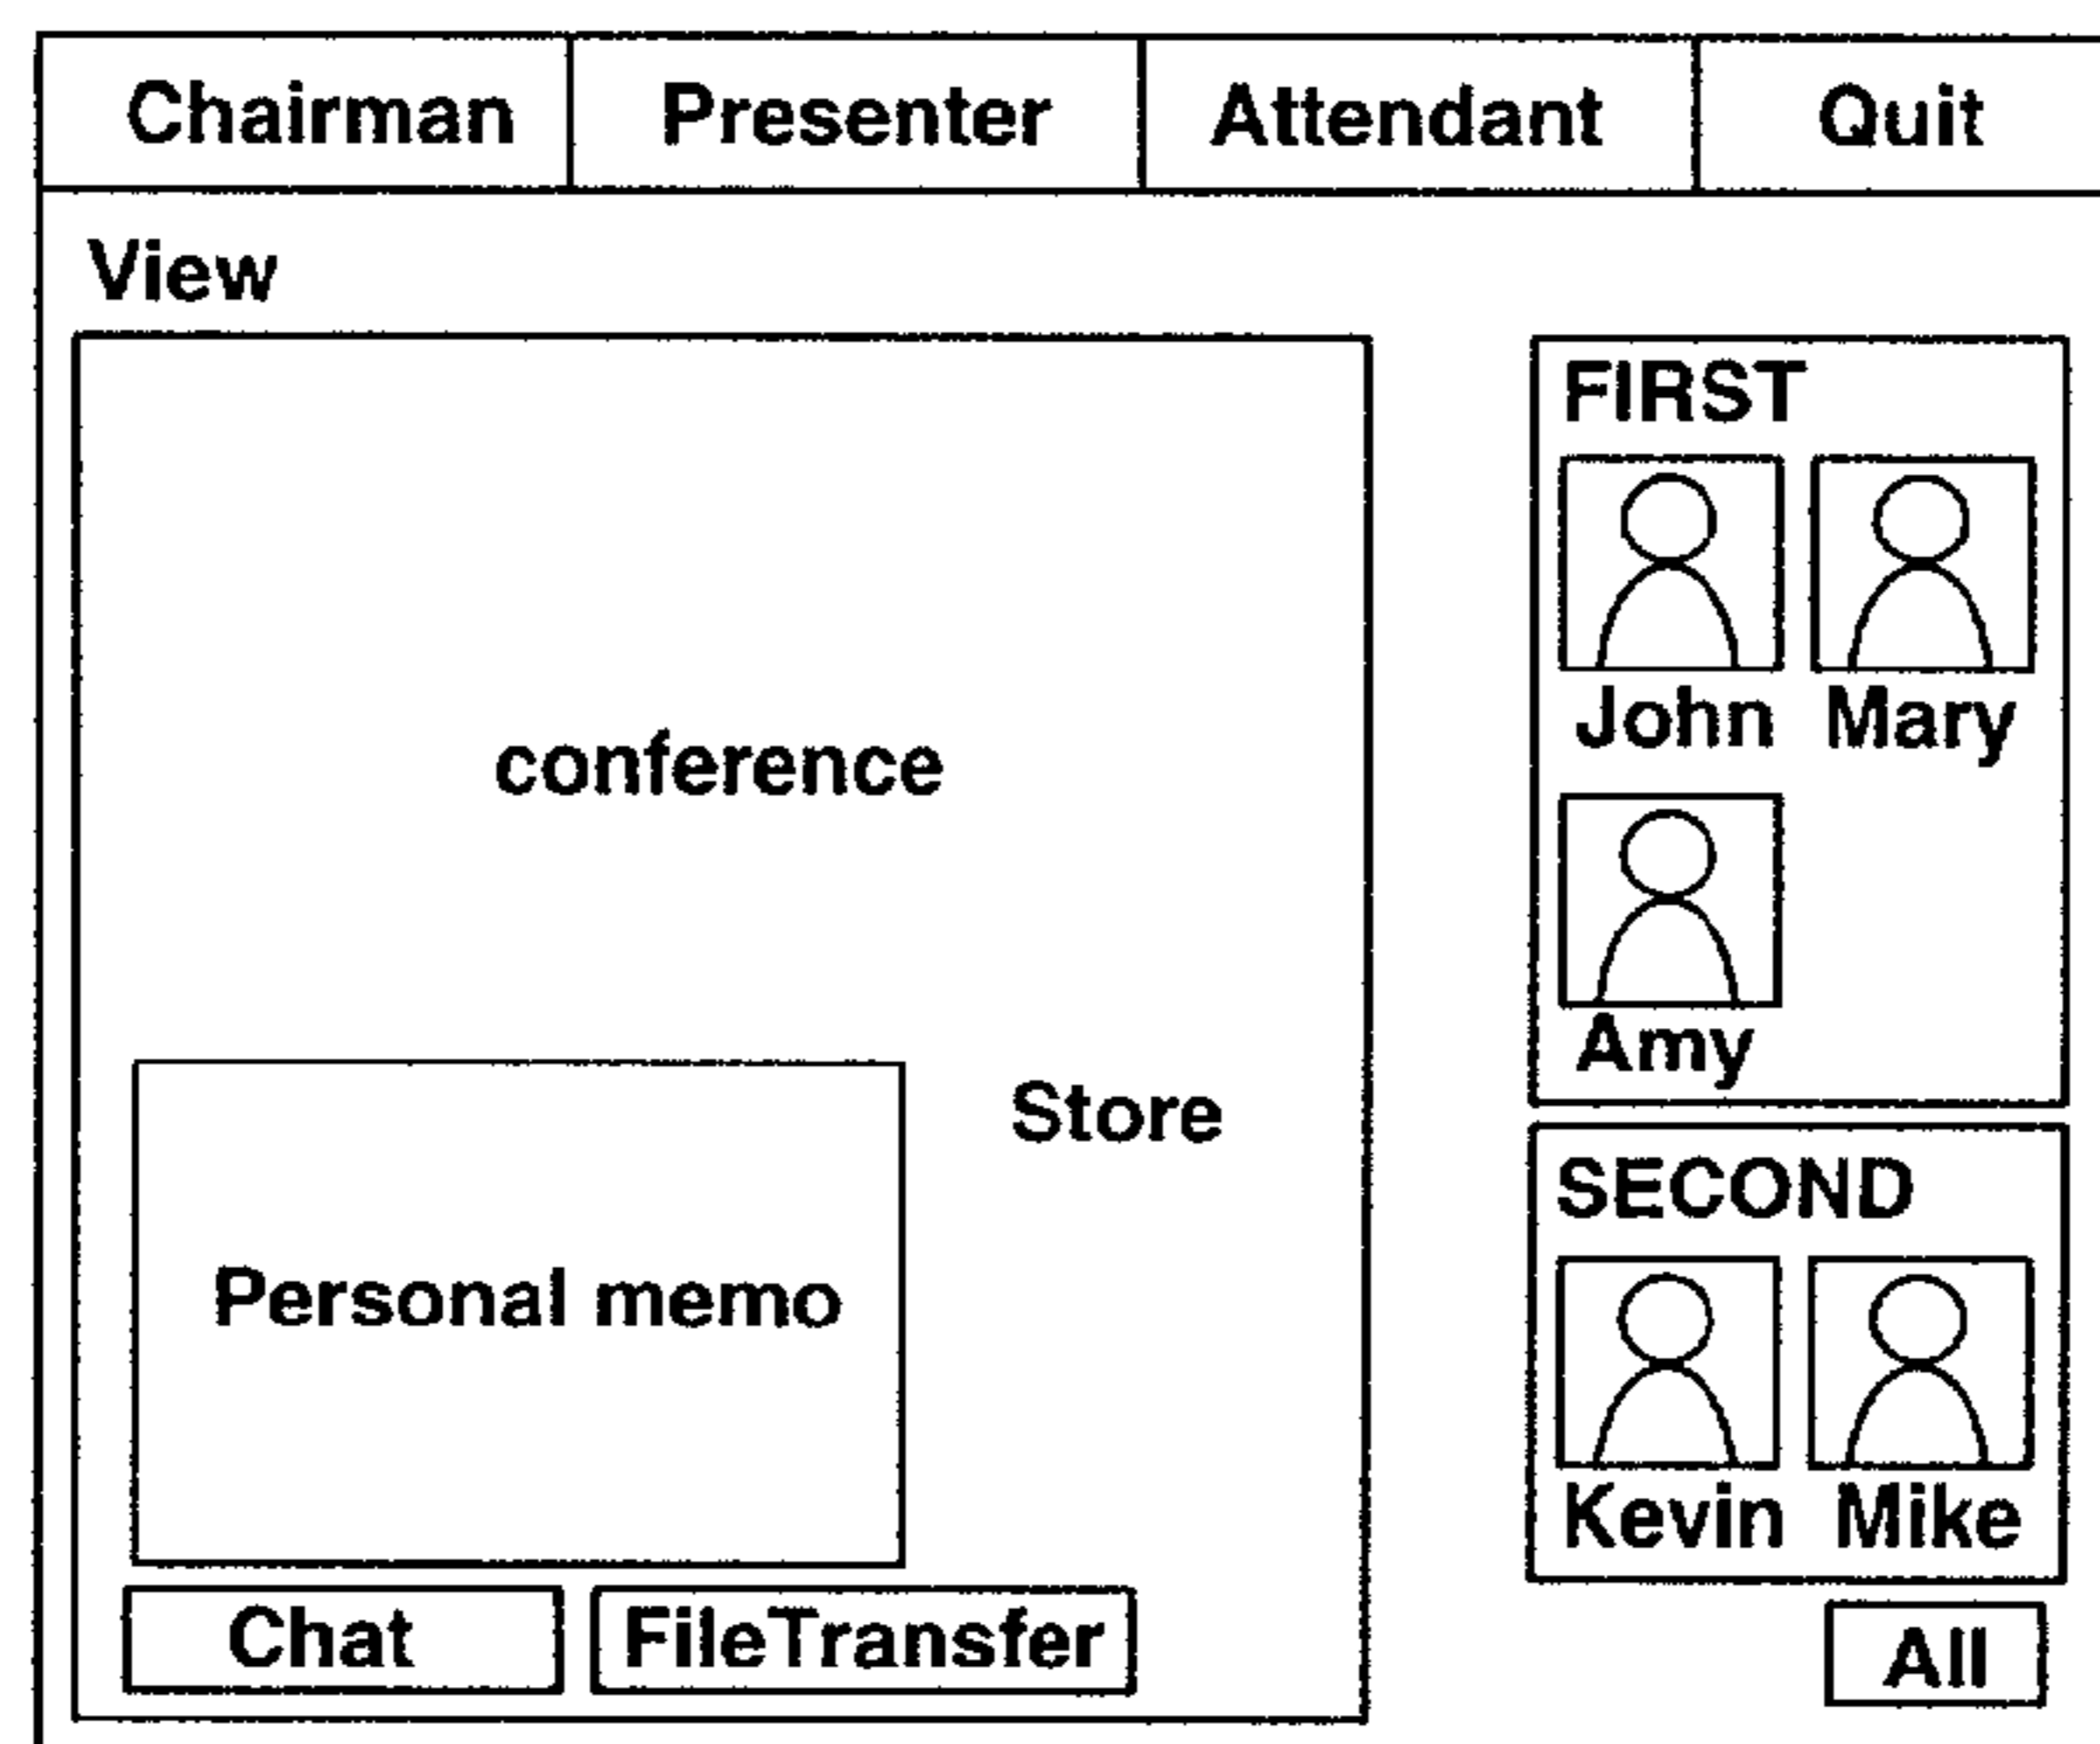 Chairman Presenter Attendant Quit
View
conference
Store
Personal memo
Chat FileTransfer
FIRST
John Mary
Amy
SECOND
Kevin Mike
All